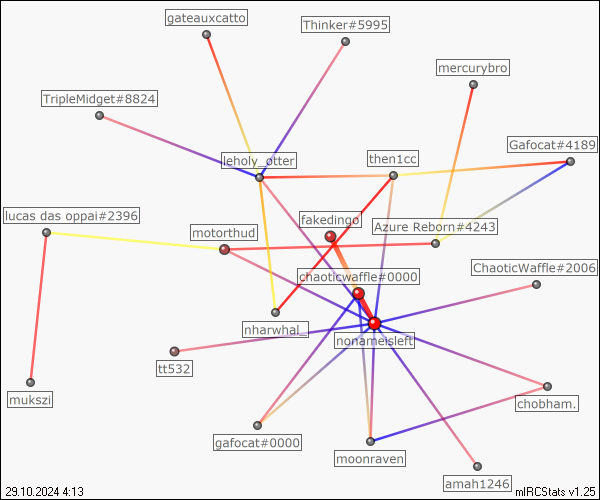 gateauxcatto
Thinker#5995
mercurybro
TripleMidget#8824
Gafocat#4189
leholy_otter
then1cc
lucas das oppai#2396
fakedingo
motorthud
Azure Reborn#4243
ChaoticWaffle#2006
chaoticwaffle#0000
nharwhal_
nonameisleft
tt532
mukszi
chobham.
gafocat#0000
moonraven
amah1246
29.10.2024 4:13
mIRCStats v1.25